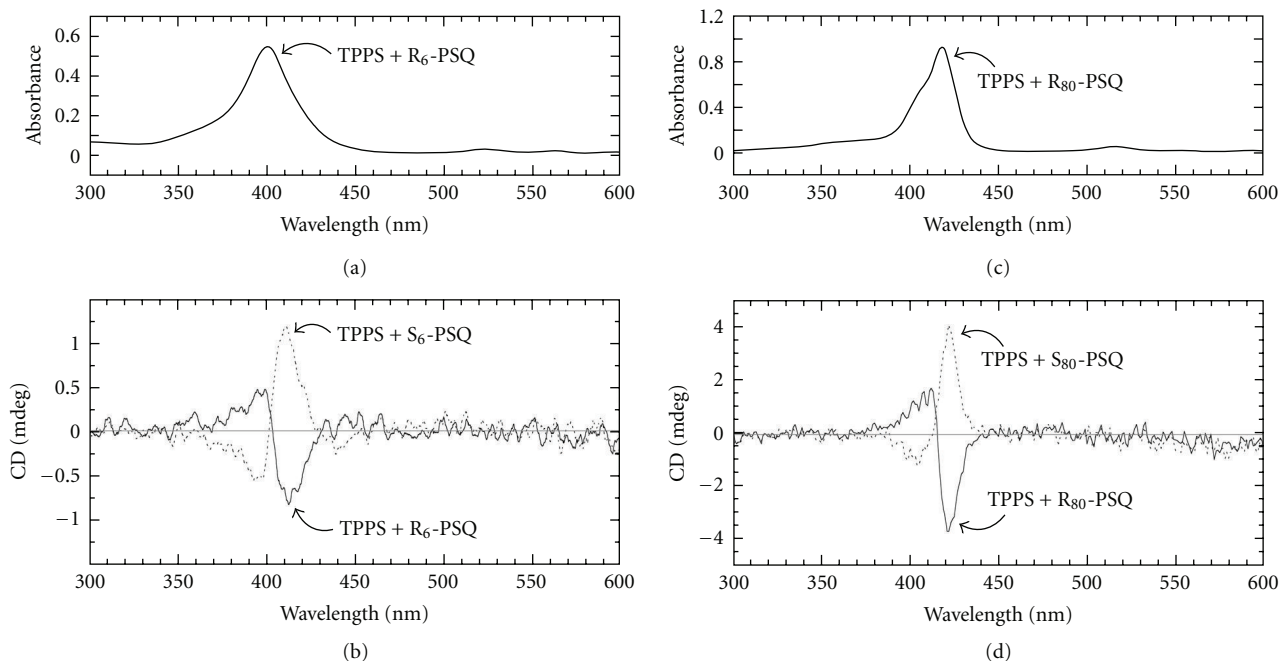 0.6
0.4
0.2
0
Absorbance
TPPS + R₆-PSQ
300 350 400 450 500 550 600
Wavelength (nm)
(a)
1.2
0.8
0.4
0
Absorbance
TPPS + R₈₀-PSQ
300 350 400 450 500 550 600
Wavelength (nm)
(c)
1
0.5
0
−0.5
−1
CD (mdeg)
TPPS + S₆-PSQ
TPPS + R₆-PSQ
300 350 400 450 500 550 600
Wavelength (nm)
(b)
4
2
0
−2
−4
CD (mdeg)
TPPS + S₈₀-PSQ
TPPS + R₈₀-PSQ
300 350 400 450 500 550 600
Wavelength (nm)
(d)